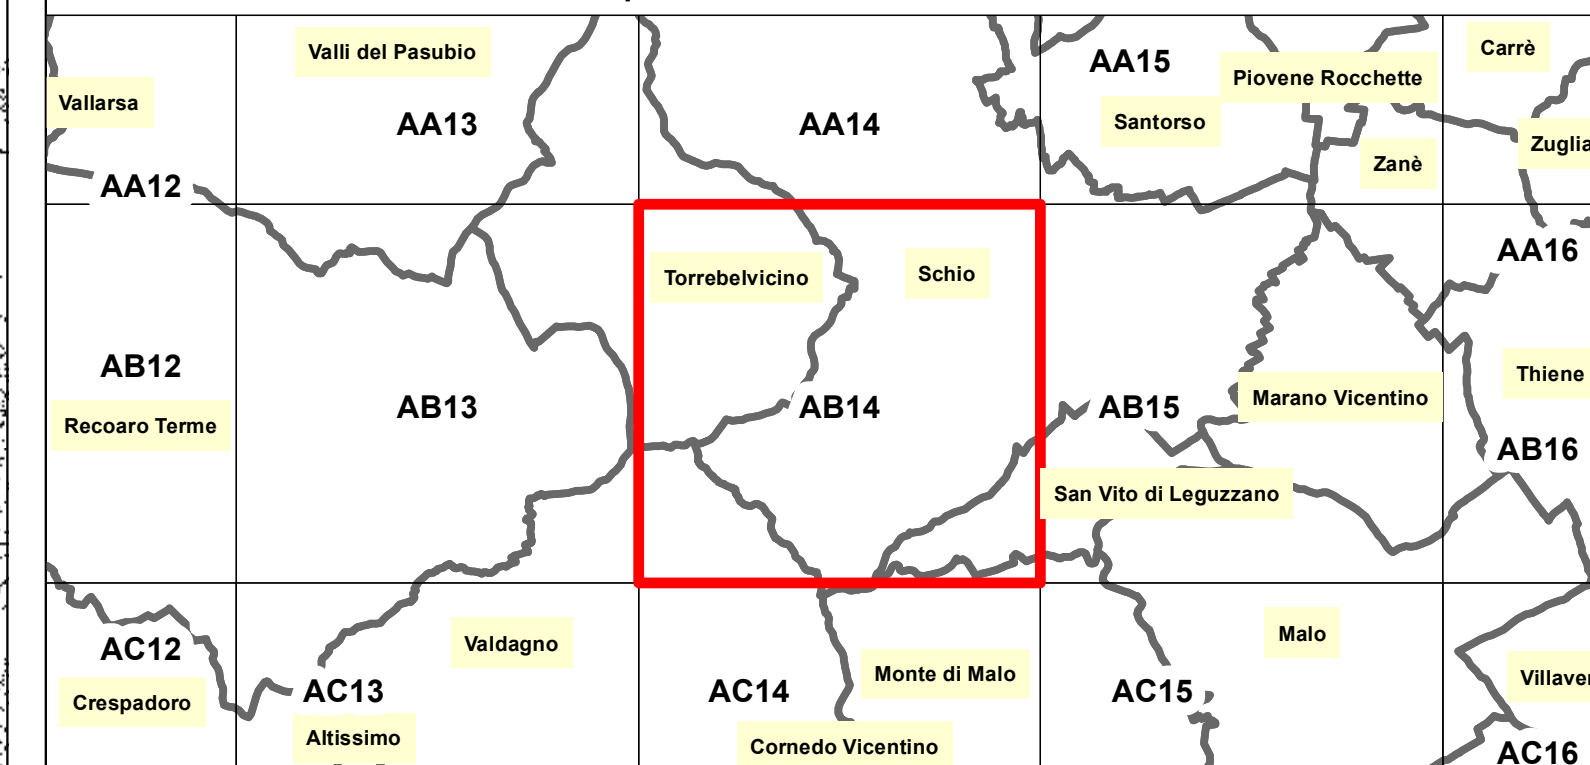 Carrè
Valli del Pasubio
AA15
Piovene Rocchette
Vallarsa
AA13
AA14
Santorso
Zuglia
Zanè
AA12
AA16
Torrebelvicino
Schio
AB12
Thiene
AB13
AB14
AB15
Marano Vicentino
Recoaro Terme
AB16
San Vito di Leguzzano
Malo
AC12
Valdagno
Monte di Malo
Villaver
AC13
AC14
AC15
Crespadoro
Altissimo
Cornedo Vicentino
AC16